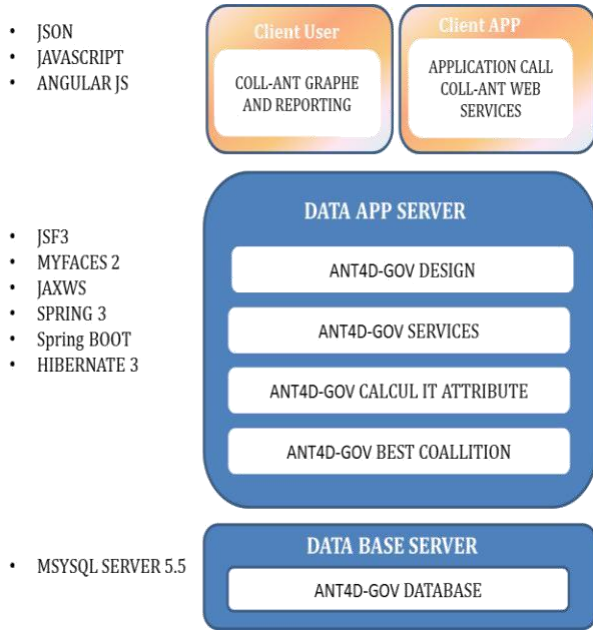 • JSON
• JAVASCRIPT
• ANGULAR JS
Client User
COLL-ANT GRAPHE
AND REPORTING
Client APP
APPLICATION CALL
COLL-ANT WEB
SERVICES
• JSF3
• MYFACES 2
• JAXWS
• SPRING 3
• Spring BOOT
• HIBERNATE 3
DATA APP SERVER
ANT4D-GOV DESIGN
ANT4D-GOV SERVICES
ANT4D-GOV CALCUL IT ATTRIBUTE
ANT4D-GOV BEST COALLITION
• MSYSQL SERVER 5.5
DATA BASE SERVER
ANT4D-GOV DATABASE